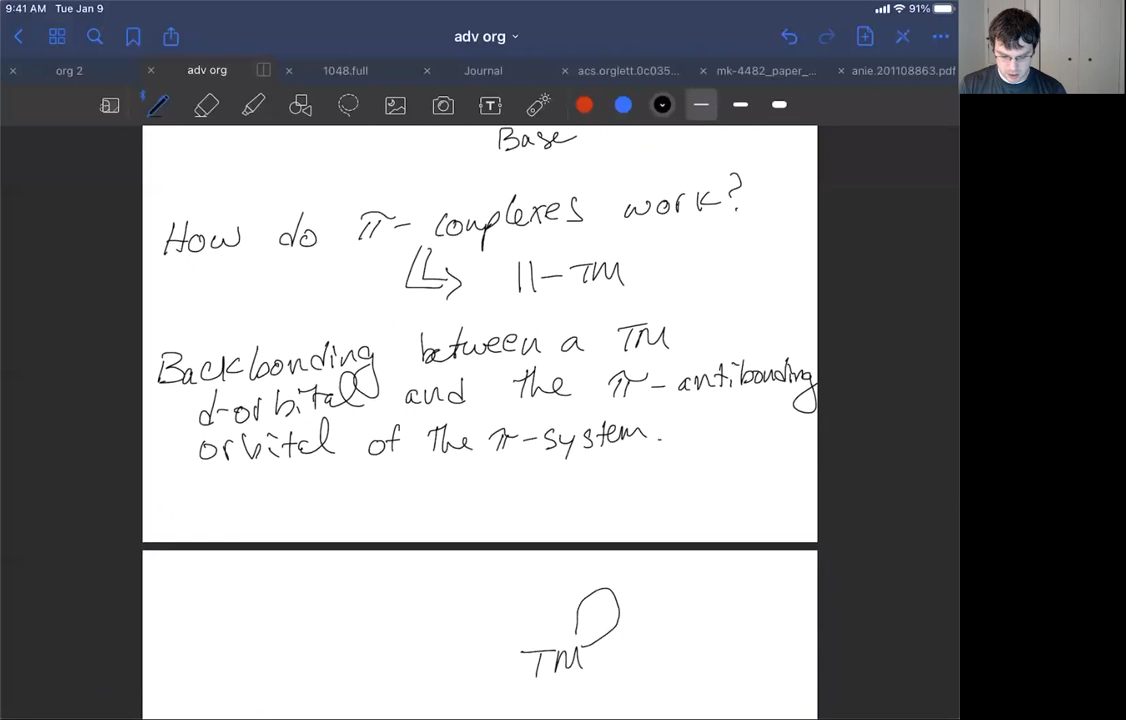 9:41 AM Tue Jan 9
91%
adv org
org 2
adv org
1048.full
Journal
acs.orglett.0c035...
mk-4482_paper_...
anie.201108863.pdf
T
Base
How do π- complexes work?
||-TM
Backbonding between a TM
d-orbital and the π-antibonding
orbital of the π-system.
TM